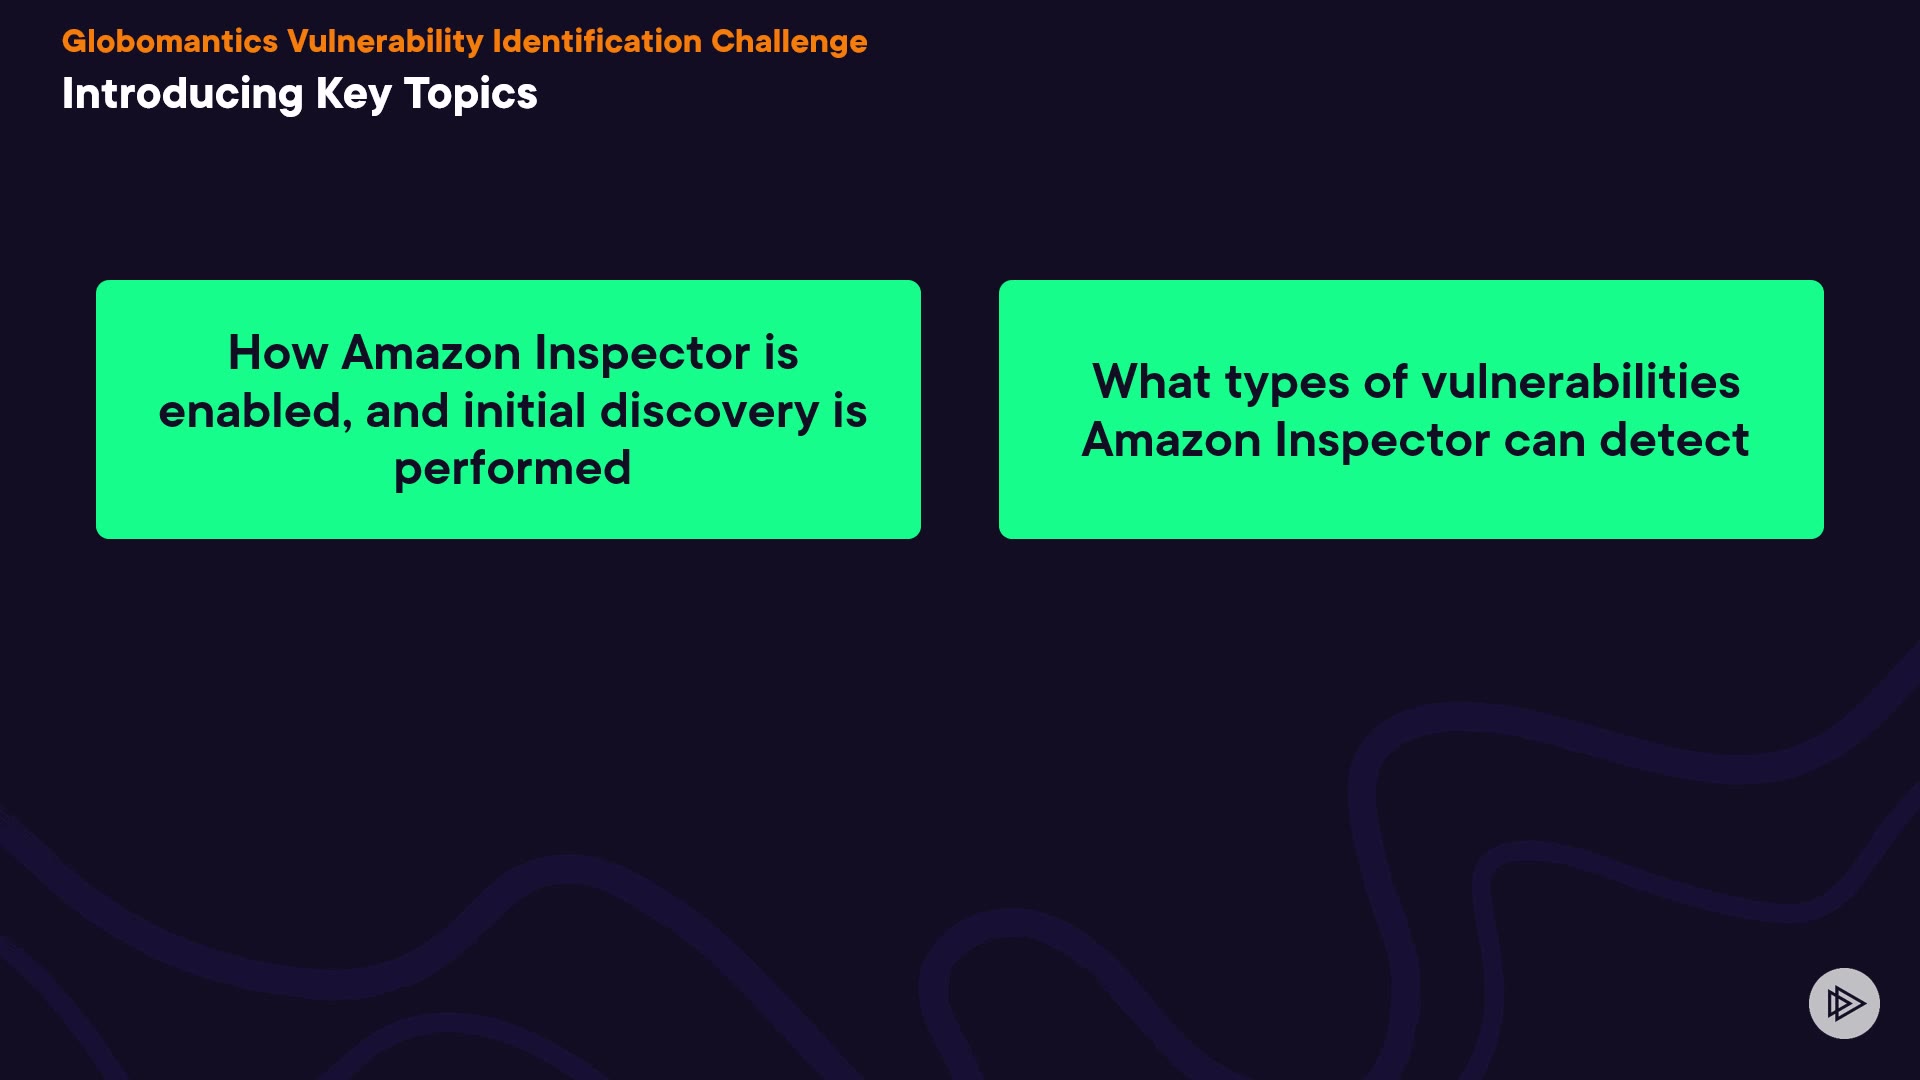 Globomantics Vulnerability Identification Challenge
Introducing Key Topics
How Amazon Inspector is
enabled, and initial discovery is
performed
What types of vulnerabilities
Amazon Inspector can detect